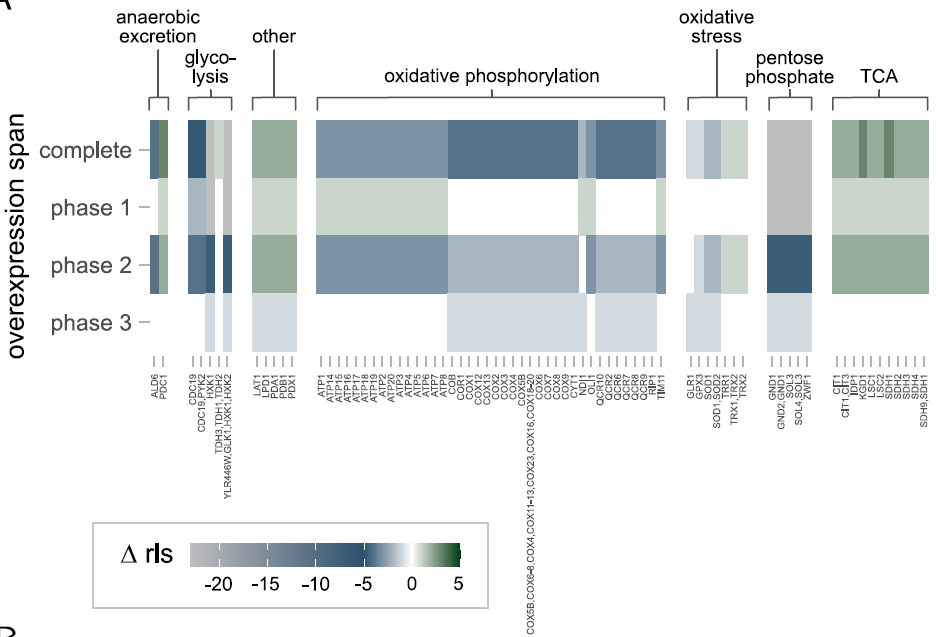 A
anaerobic
excretion
glyco-
lysis
other
oxidative phosphorylation
oxidative
stress
pentose
phosphate
TCA
overexpression span
complete
phase 1
phase 2
phase 3
ALD6
PDC1
CDC19
CDC19,PYK2
HXK1
TDH3,TDH1,TDH2
YLR446W,GLK1,HXK1,HXK2
LAT1
LPD1
PDA1
PDB1
PDX1
ATP1
ATP14
ATP15
ATP16
ATP17
ATP18
ATP19
ATP2
ATP20
ATP3
ATP4
ATP5
ATP6
ATP7
ATP8
COB
COR1
COX1
COX12
COX13
COX2
COX3
COX4
COX5B
COX5B,COX6-8,COX4,COX11-13,COX23,COX16,COX18-20
COX6
COX7
COX8
COX9
CYT1
NDI1
OLI1
QCR10
QCR2
QCR6
QCR7
QCR8
QCR9
RIP1
TIM11
GLR1
GPX3
SOD1
SOD1,SOD2
TRR1
TRX1,TRX2
TRX2
GND1
GND2,GND1
SOL3
SOL4,SOL3
ZWF1
CIT1
CIT1,CIT3
IDP1
KGD1
LSC1
LSC2
SDH1
SDH2
SDH3
SDH4
SDH9,SDH1
Δ rls
-20
-15
-10
-5
0
5